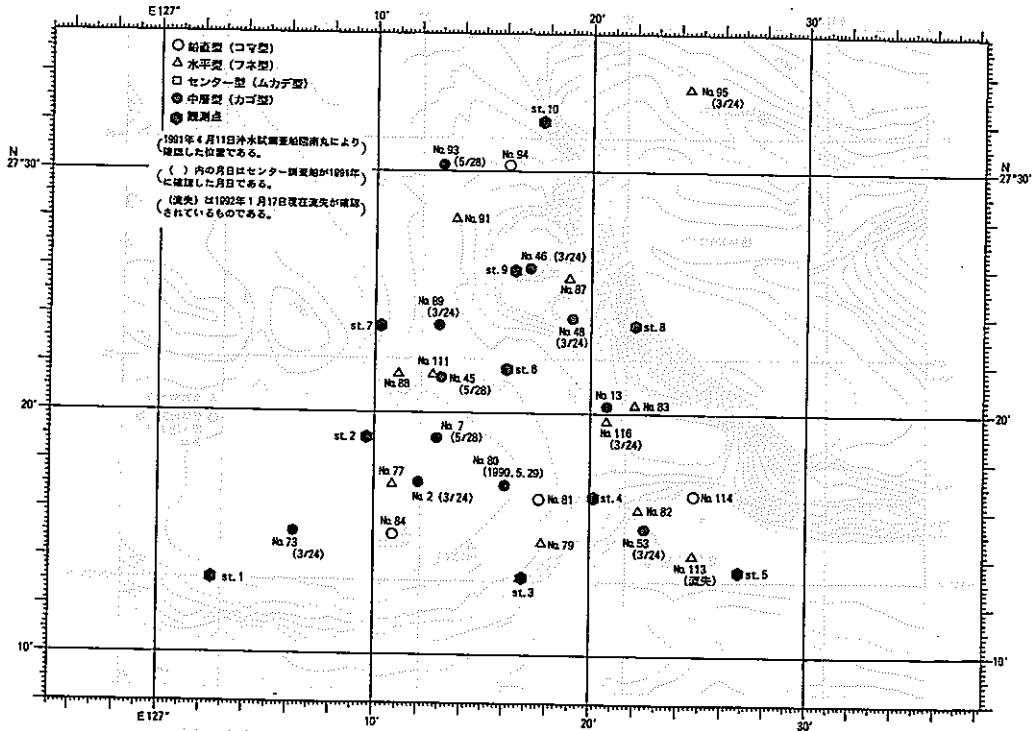 E127° 10′ 20′ 30′
○ 鉛直型（コマ型）
△ 水平型（フネ型）
□ センター型（ムカデ型）
中層型（カゴ型）
観測点
（1991年4月11日沖水試調査船図南丸により
確認した位置である。）
（（ ）内の月日はセンター調査船が1991年
に確認した月日である。）
（（流失）は1992年1月17日現在流失が確認
されているものである。）
N
27°30′
N
27°30′
No.95
(3/24)
st.10
No.93
(5/28)
No.94
No.91
No.46 (3/24)
st.9
No.87
No.89
(3/24)
st.7
No.48
(3/24)
st.8
No.111
No.88
No.45
(5/28)
st.6
20′
No.13
No.83
20′
No.116
(3/24)
st.2
No.7
(5/28)
No.80
(1990.5.29)
No.77
No.2 (3/24)
No.81
st.4
No.114
No.82
No.84
No.73
(3/24)
No.79
No.53
(3/24)
No.113
(流失)
st.1
st.3
st.5
10′
10′
E127° 10′ 20′ 30′